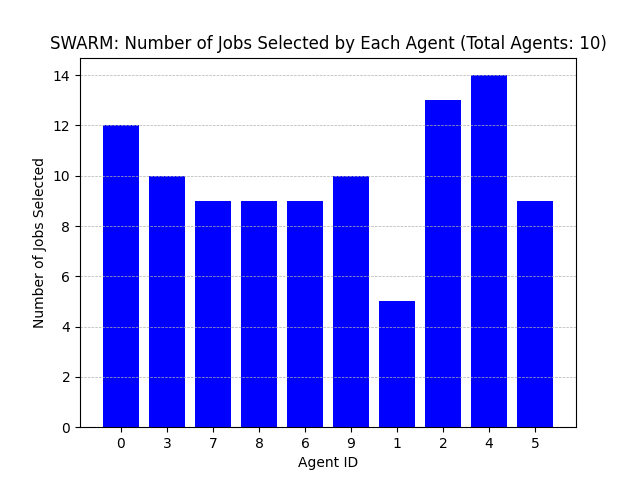 SWARM: Number of Jobs Selected by Each Agent (Total Agents: 10)
Number of Jobs Selected
14
12
10
8
6
4
2
0
0 3 7 8 6 9 1 2 4 5
Agent ID